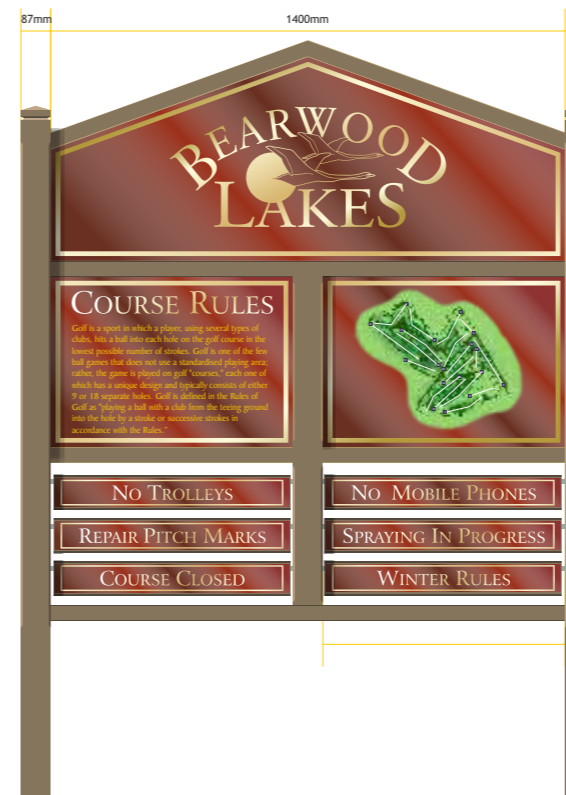 87mm
1400mm
BEARWOOD
LAKES
COURSE RULES
Golf is a sport in which a player, using several types of
clubs, hits a ball into each hole on the golf course in the
lowest possible number of strokes. Golf is one of the few
ball games that does not use a standardised playing area;
rather, the game is played on golf "courses," each one of
which has a unique design and typically consists of either
9 or 18 separate holes. Golf is defined in the Rules of
Golf as "playing a ball with a club from the teeing ground
into the hole by a stroke or successive strokes in
accordance with the Rules."
NO TROLLEYS
NO MOBILE PHONES
REPAIR PITCH MARKS
SPRAYING IN PROGRESS
COURSE CLOSED
WINTER RULES